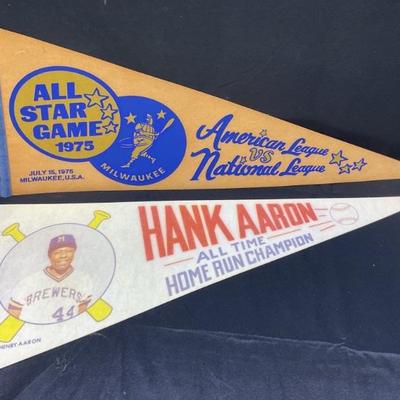 ALL
STAR
GAME
1975
MILWAUKEE
JULY 15, 1975
MILWAUKEE, U.S.A.
American League
VS
National League
HANK AARON
ALL TIME
HOME RUN CHAMPION
M
BREWERS
44
HENRY AARON